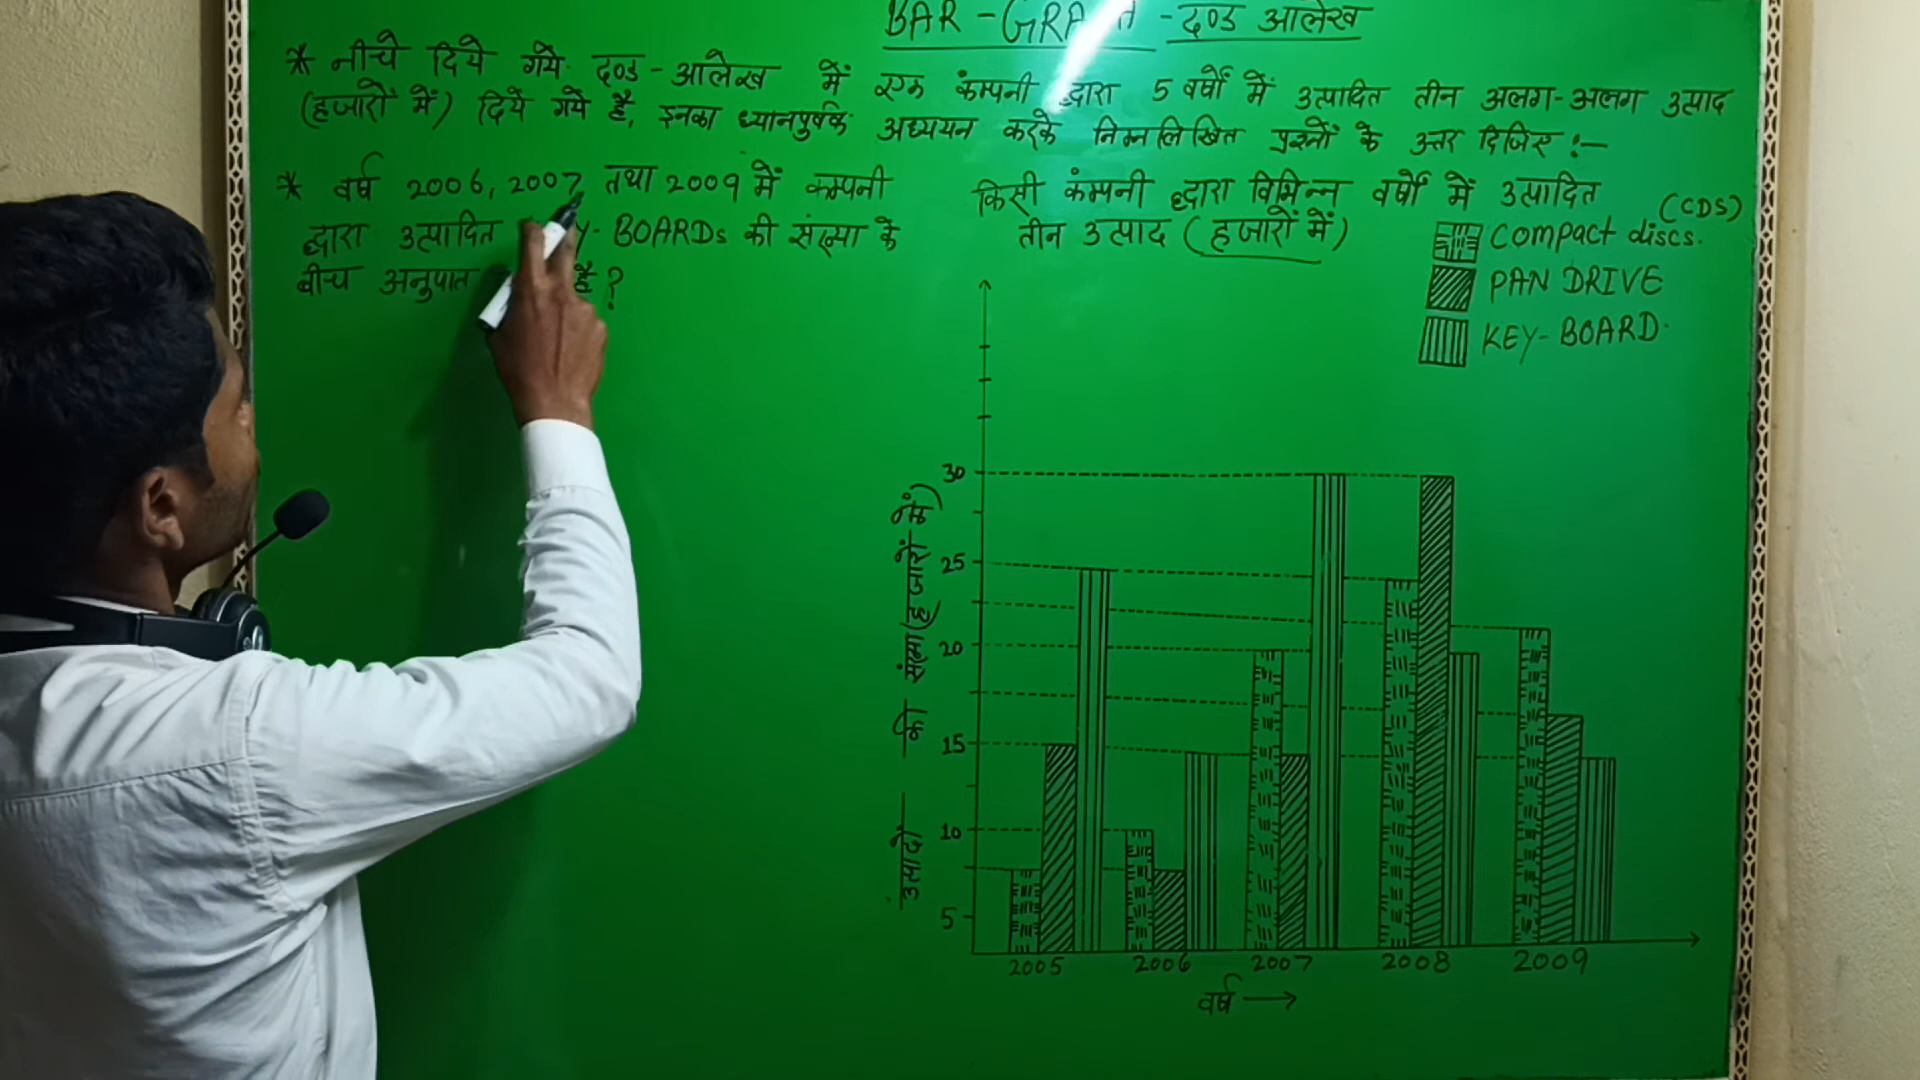 BAR - GRA - दण्ड आलेख
* नीचे दिये गये दण्ड - आलेख में एक कंम्पनी द्वारा 5 वर्षों में उत्पादित तीन अलग-अलग उत्पाद
(हजारों में) दिये गये है, इनका ध्यानपुर्वक अध्ययन करके निम्नलिखित प्रश्नों के उत्तर दिजिए :-
* वर्ष 2006, 2007, तथा 2009 में कम्पनी
द्वारा उत्पादित Y- BOARDs की संख्या के
बीच अनुपात है ?
किसी कंम्पनी द्वारा विभिन्न वर्षों में उत्पादित
तीन उत्पाद (हजारों में)
(CDS)
Compact discs.
PAN DRIVE
KEY-BOARD.
30
25
20
15
10
5
उत्पादो की संख्या (हजारों में)
2005 2006 2007 2008 2009
वर्ष →